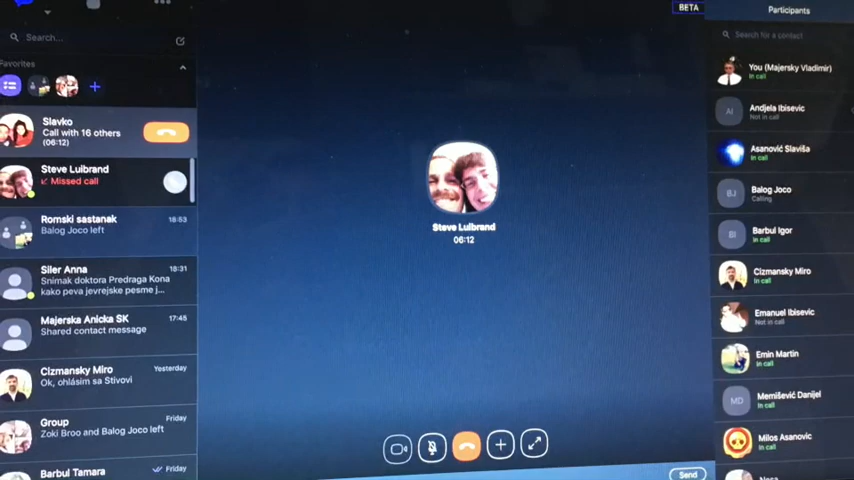 BETA
Participants
Search...
Search for a contact
Favorites
Slavko
Call with 16 others
(06:12)
Steve Luibrand
Missed call
Romski sastanak
18:53
Balog Joco left
Siler Anna
18:31
Snimak doktora Predraga Kona
kako peva jevrejske pesme j...
Majerska Anicka SK
17:45
Shared contact message
Cizmansky Miro
Yesterday
Ok, ohlásim sa Stivovi
Group
Friday
Zoki Broo and Balog Joco left
Barbul Tamara
Friday
Steve Luibrand
06:12
Send
You (Majersky Vladimir)
In call
AI
Andjela Ibisevic
Not in call
Asanović Slaviša
In call
BJ
Balog Joco
Calling
BI
Barbul Igor
In call
Cizmansky Miro
In call
Emanuel Ibisevic
Not in call
Emin Martin
In call
MD
Memišević Danijel
In call
Milos Asanovic
In call